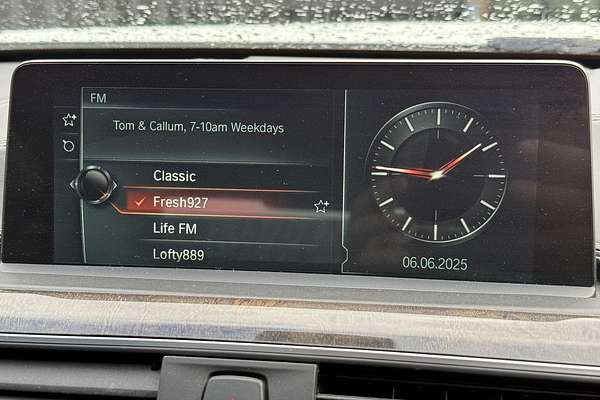 FM
Tom & Callum, 7-10am Weekdays
Classic
Fresh927
Life FM
Lofty889
06.06.2025